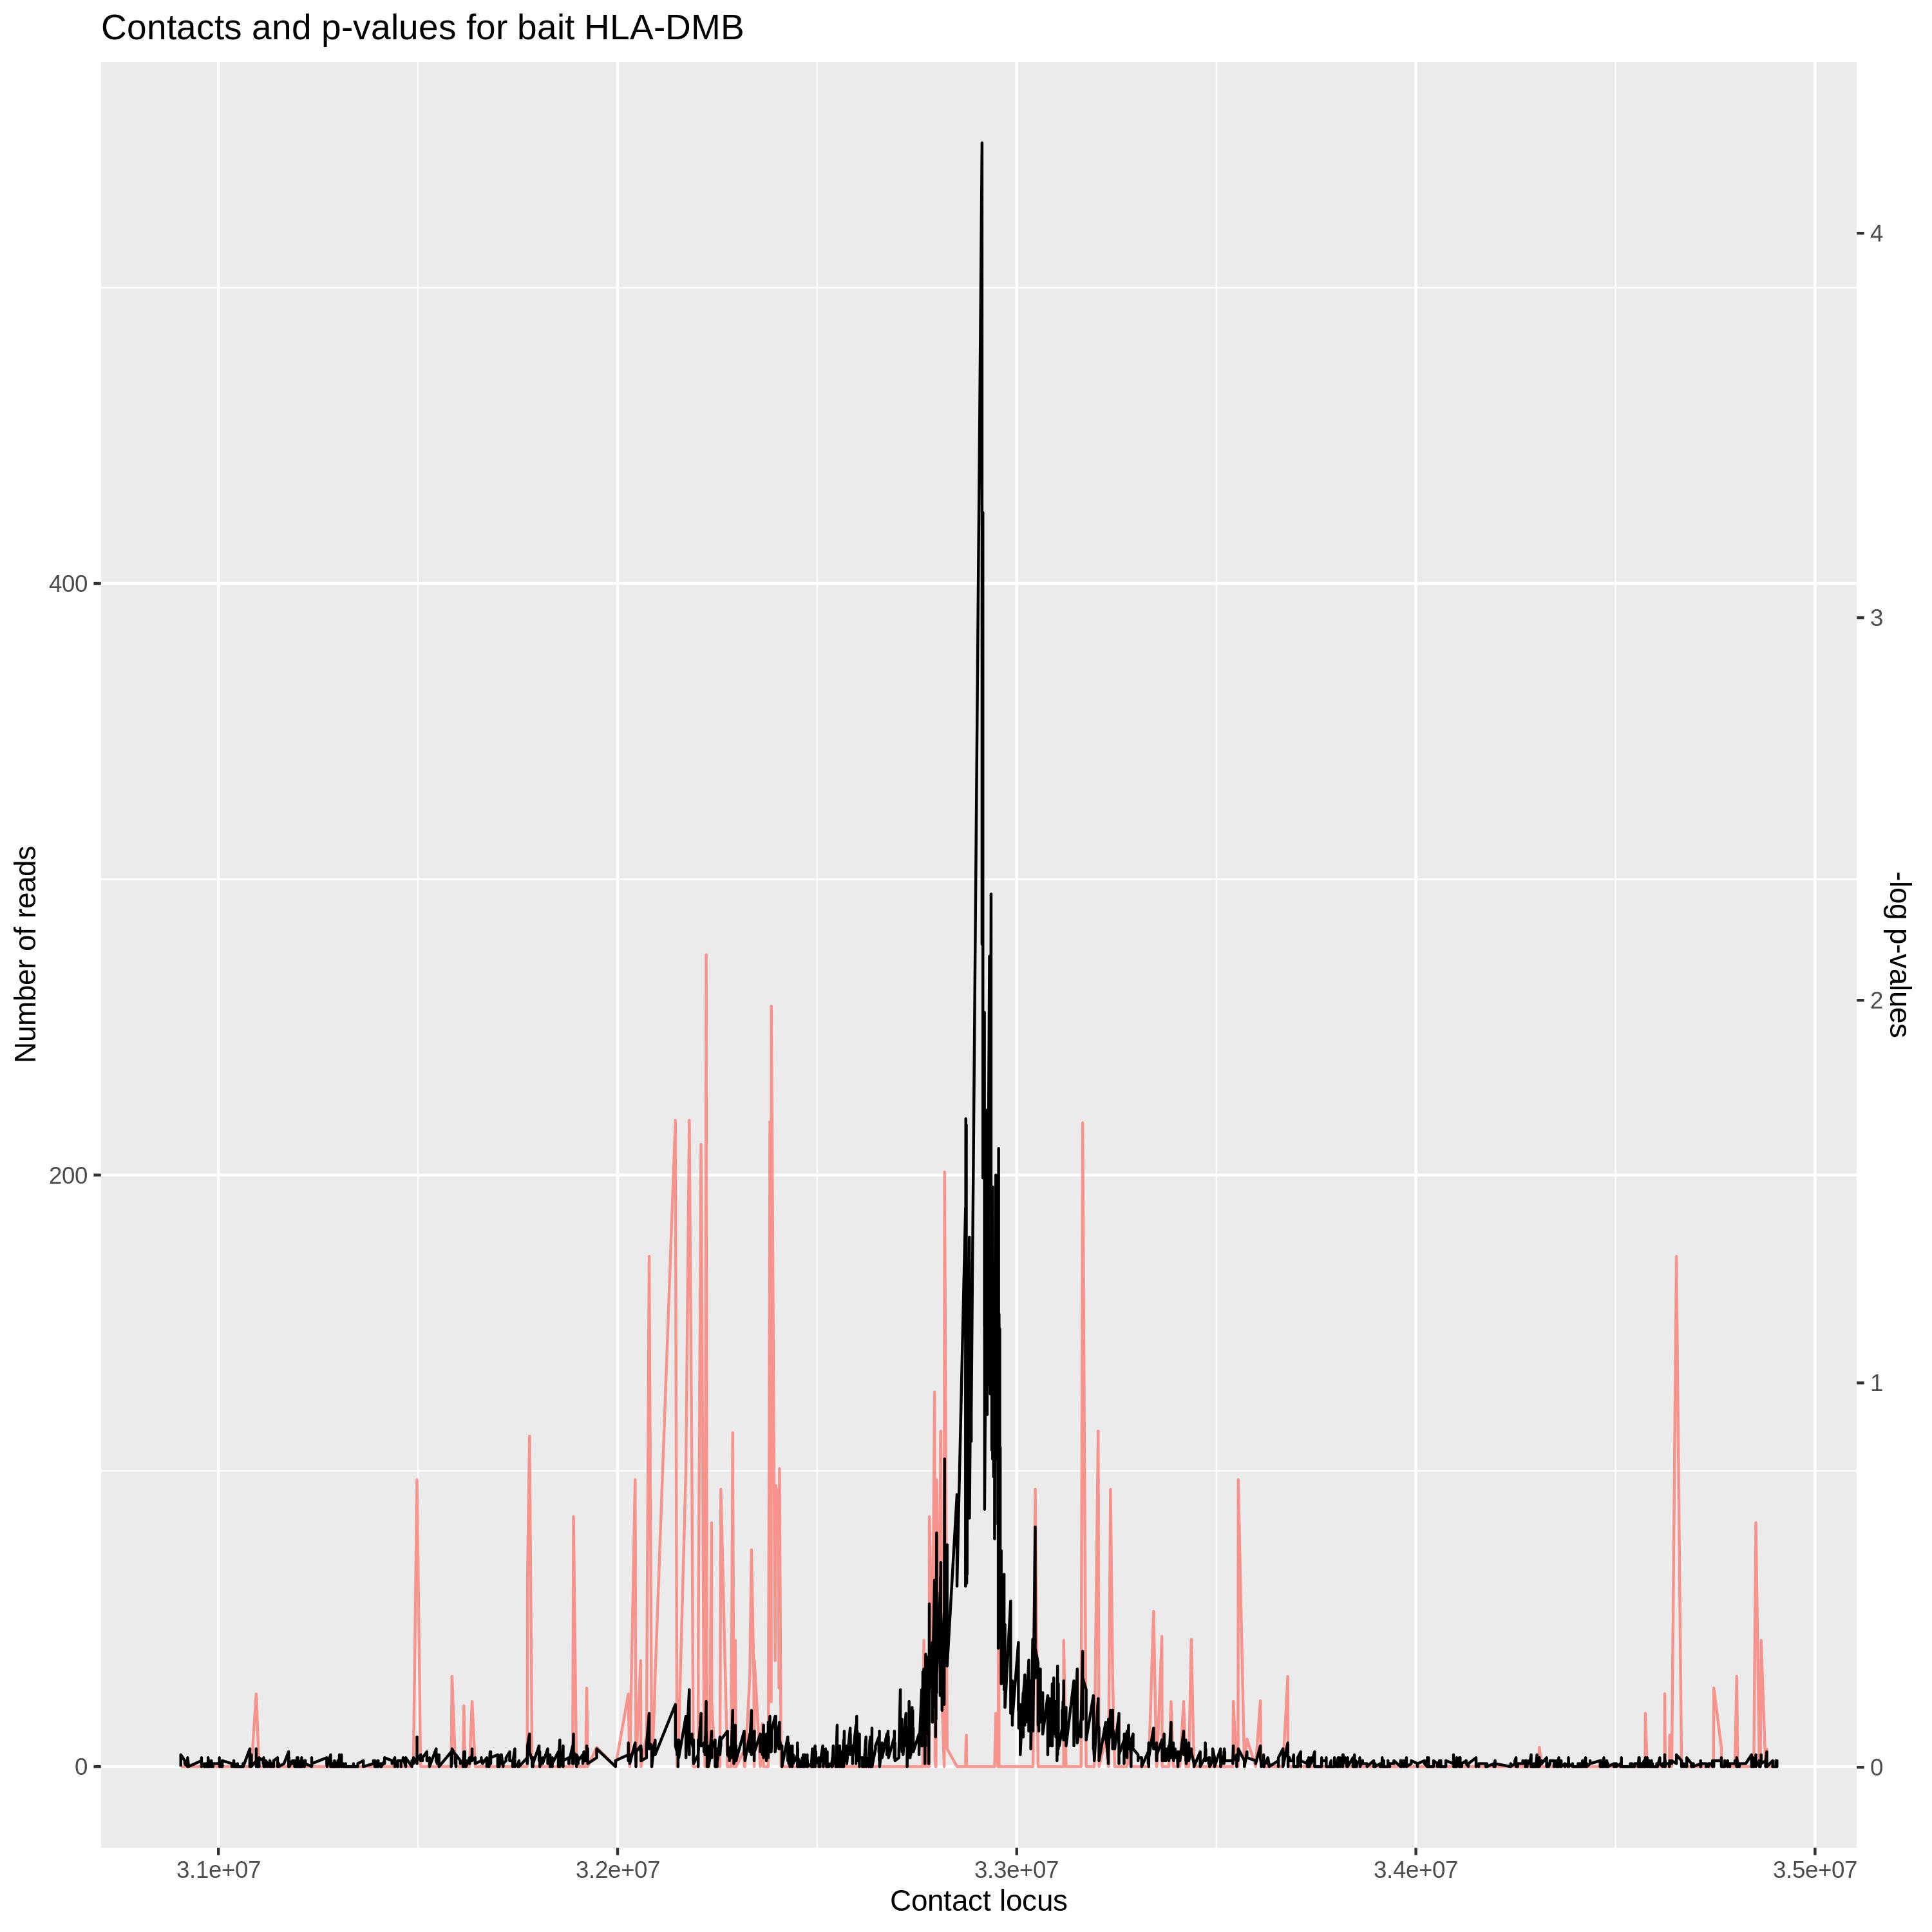 Contacts and p-values for bait HLA-DMB
Number of reads
400
200
0
-log p-values
4
3
2
1
0
3.1e+07 3.2e+07 3.3e+07 3.4e+07 3.5e+07
Contact locus